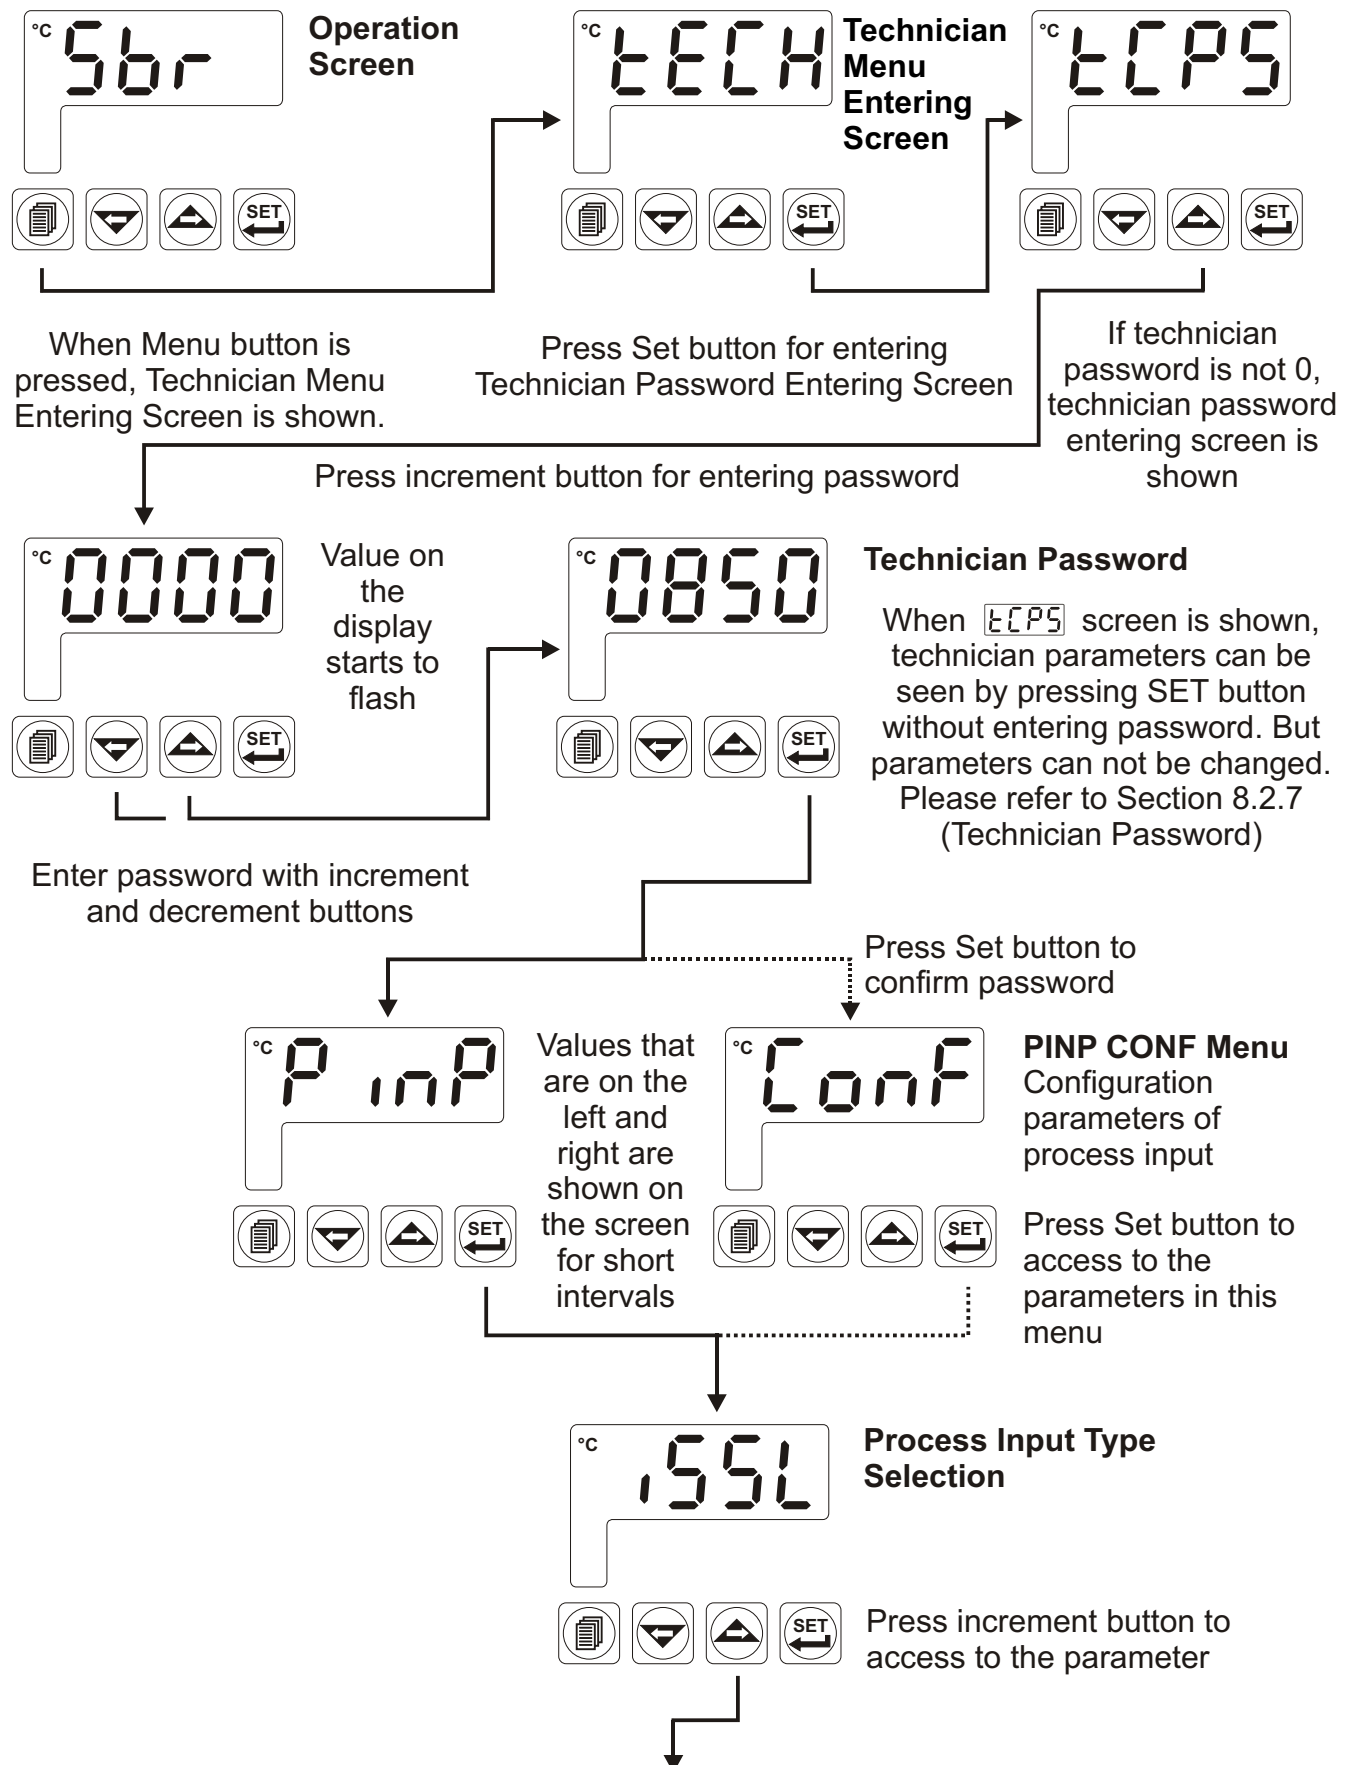 °C Sbr
Operation
Screen
°C tECH
Technician
Menu
Entering
Screen
°C tCPS
SET
SET
SET
When Menu button is
pressed, Technician Menu
Entering Screen is shown.
Press Set button for entering
Technician Password Entering Screen
If technician
password is not 0,
technician password
entering screen is
shown
Press increment button for entering password
°C 0000
Value on
the
display
starts to
flash
°C 0850
SET
SET
Technician Password
When tCPS screen is shown,
technician parameters can be
seen by pressing SET button
without entering password. But
parameters can not be changed.
Please refer to Section 8.2.7
(Technician Password)
Enter password with increment
and decrement buttons
Press Set button to
confirm password
°C PinP
Values that
are on the
left and
right are
shown on
the screen
for short
intervals
°C ConF
SET
SET
PINP CONF Menu
Configuration
parameters of
process input
Press Set button to
access to the
parameters in this
menu
°C iSSL
Process Input Type
Selection
SET
Press increment button to
access to the parameter